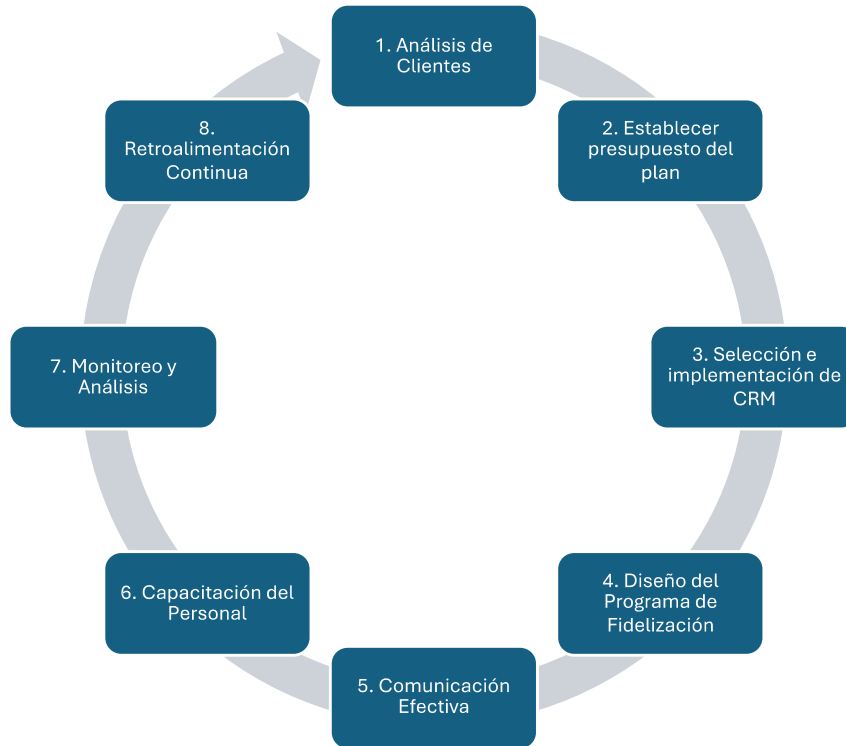 1. Análisis de
Clientes
2. Establecer
presupuesto del
plan
3. Selección e
implementación de
CRM
4. Diseño del
Programa de
Fidelización
5. Comunicación
Efectiva
6. Capacitación del
Personal
7. Monitoreo y
Análisis
8.
Retroalimentación
Continua